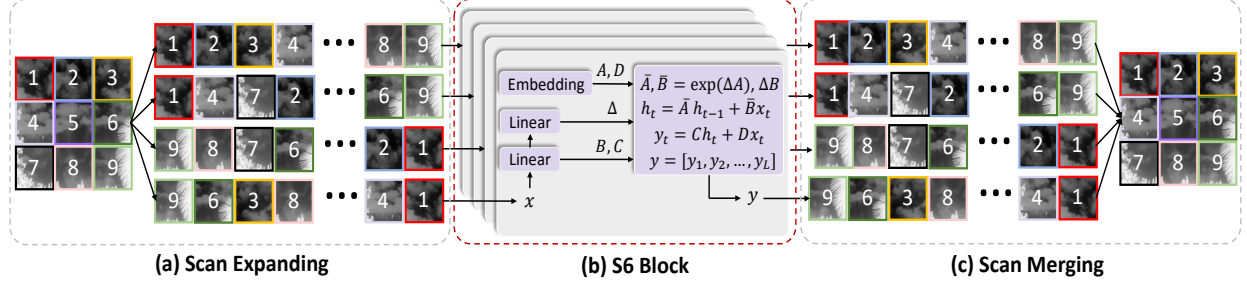 1 2 3 4 ... 8 9
1 4 7 2 ... 6 9
9 8 7 6 ... 2 1
9 6 3 8 ... 4 1
1 2 3
4 5 6
7 8 9
(a) Scan Expanding
Embedding
A, D
Linear
Δ
Linear
B, C
x
Ā, B̄ = exp(ΔA), ΔB
h_t = Ā h_{t−1} + B̄x_t
y_t = Ch_t + Dx_t
y = [y_1, y_2, ..., y_L]
y
(b) S6 Block
1 2 3 4 ... 8 9
1 4 7 2 ... 6 9
9 8 7 6 ... 2 1
9 6 3 8 ... 4 1
1 2 3
4 5 6
7 8 9
(c) Scan Merging